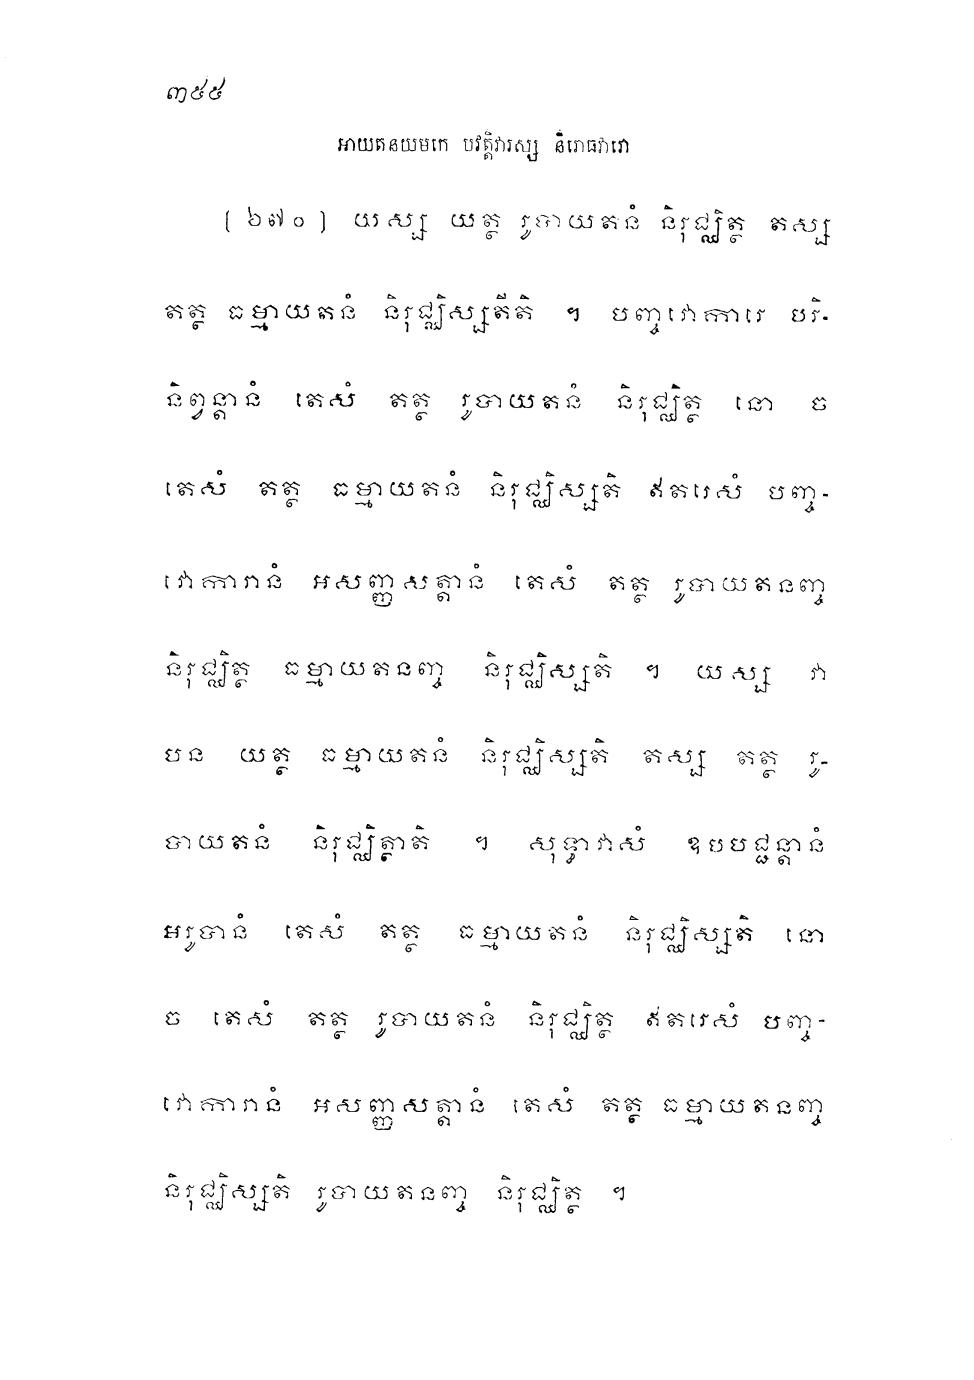 ៣៥៥
អាយតនយមកេ បវត្តិវារស្ស និរោធវារោ
(២៧០) យស្ស យត្ថ រូបាយតនំ និរុជ្ឈិត្ថ តស្ស
តត្ថ ធម្មាយតនំ និរុជ្ឈិស្សតីតិ ។ បញ្ចវោការេ បរិ-
និព្វន្តានំ តេសំ តត្ថ រូបាយតនំ និរុជ្ឈិត្ថ នោ ច
តេសំ តត្ថ ធម្មាយតនំ និរុជ្ឈិស្សតិ ឥតរេសំ បញ្ច-
វោការានំ អសញ្ញសត្តានំ តេសំ តត្ថ រូបាយតនញ្ច
និរុជ្ឈិត្ថ ធម្មាយតនញ្ច និរុជ្ឈិស្សតិ ។ យស្ស វា
បន យត្ថ ធម្មាយតនំ និរុជ្ឈិស្សតិ តស្ស តត្ថ រូ-
បាយតនំ និរុជ្ឈិត្ថាតិ ។ សុទ្ធាវាសំ ឧបបជ្ជន្តានំ
អរូបានំ តេសំ តត្ថ ធម្មាយតនំ និរុជ្ឈិស្សតិ នោ
ច តេសំ តត្ថ រូបាយតនំ និរុជ្ឈិត្ថ ឥតរេសំ បញ្ច-
វោការានំ អសញ្ញសត្តានំ តេសំ តត្ថ ធម្មាយតនញ្ច
និរុជ្ឈិស្សតិ រូបាយតនញ្ច និរុជ្ឈិត្ថ ។